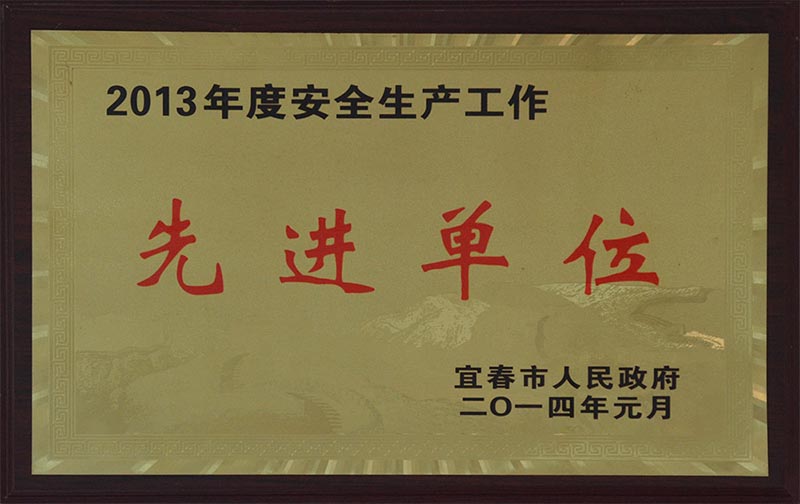 2013年度安全生产工作
先进单位
宜春市人民政府
二〇一四年元月